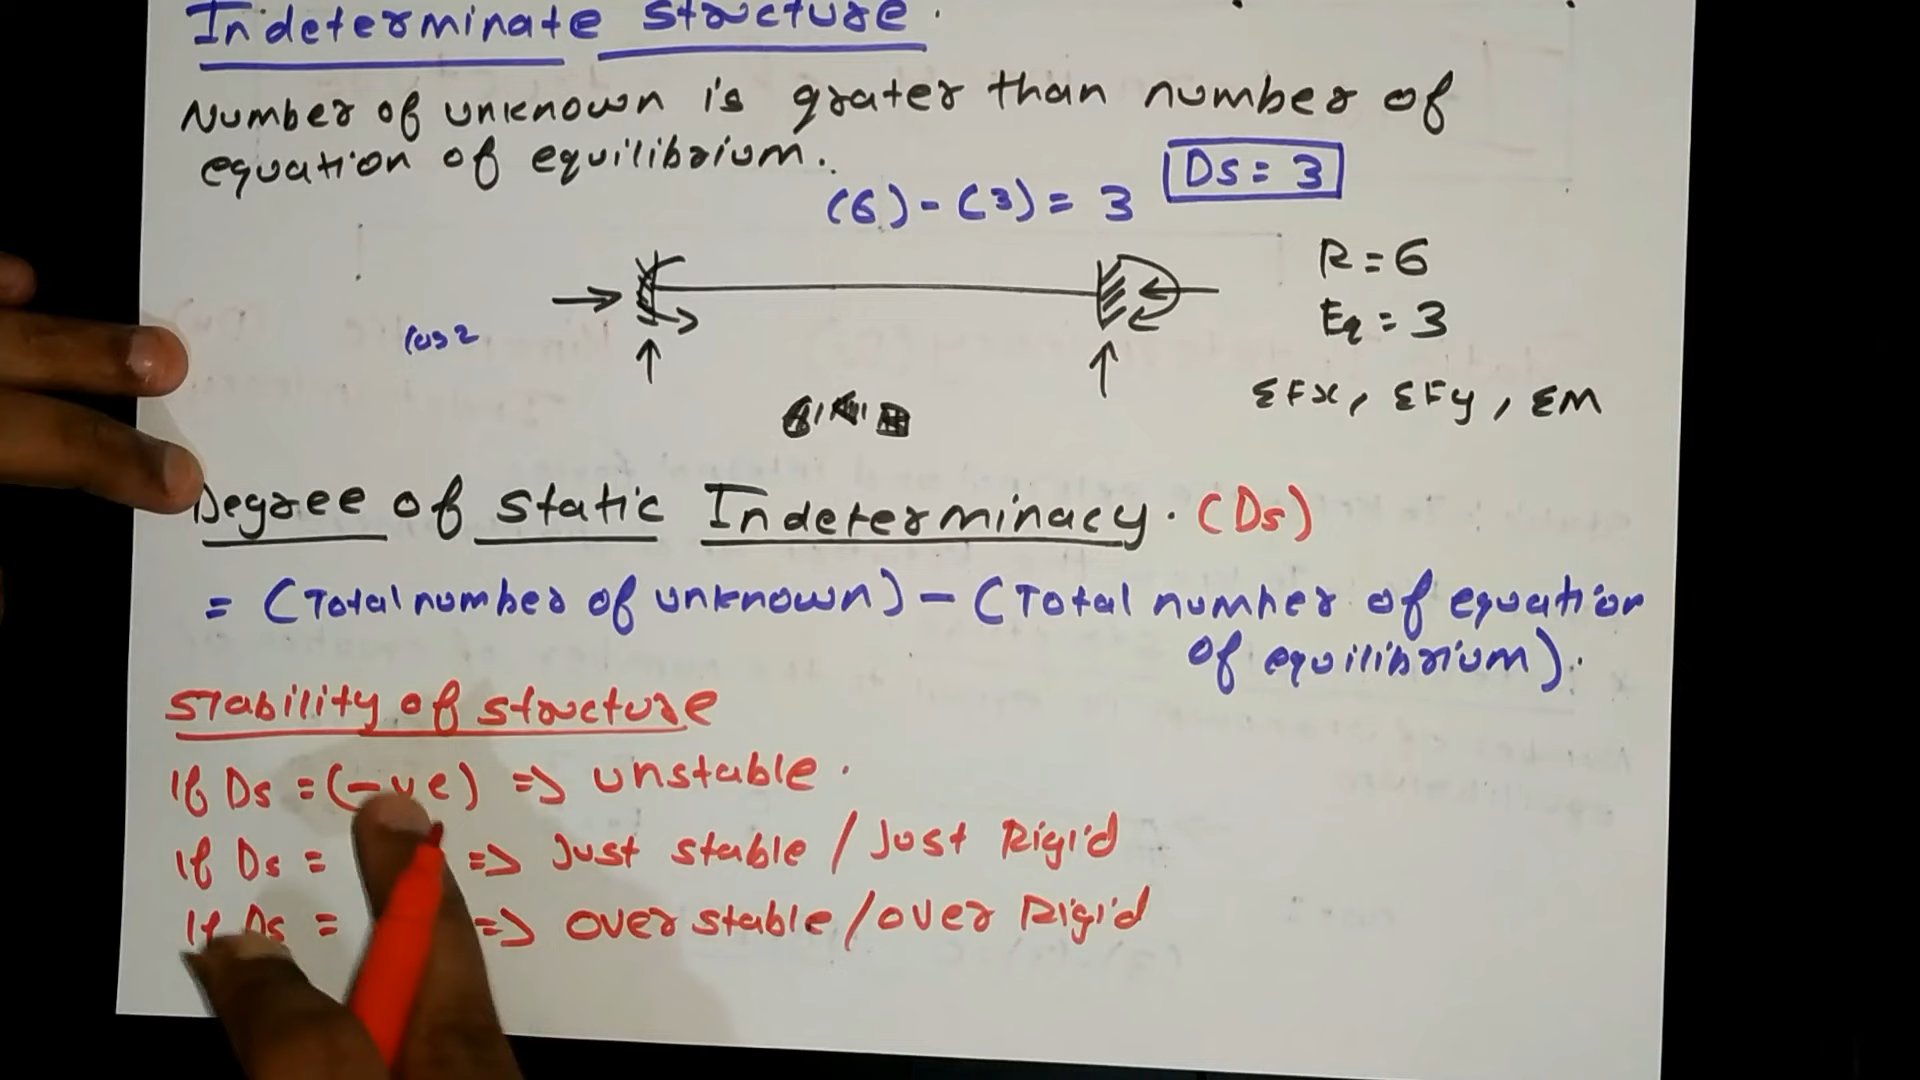 Indeterminate Structure.
Number of unknown is grater than number of
equation of equilibrium.
(6) - (3) = 3
Ds = 3
R = 6
Eq = 3
ΣFx, ΣFy, ΣM
Degree of static Indeterminacy. (Ds)
= (Total number of unknown) - (Total number of equation
of equilibrium).
Stability of structure
If Ds = (-ve) => unstable.
If Ds = => Just stable / Just Rigid
If Ds = => over stable / over Rigid